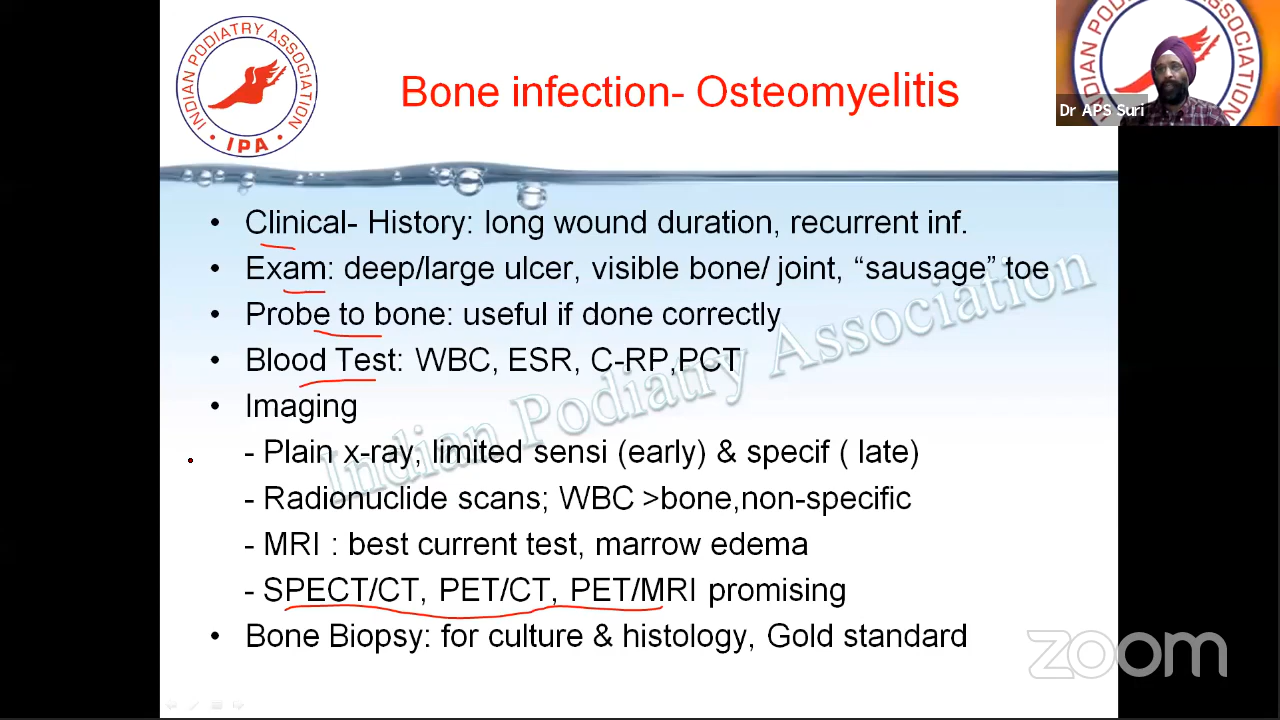 INDIAN PODIATRY ASSOCIATION
• IPA •
Bone infection- Osteomyelitis
Dr APS Suri
• Clinical- History: long wound duration, recurrent inf.
• Exam: deep/large ulcer, visible bone/ joint, “sausage” toe
• Probe to bone: useful if done correctly
• Blood Test: WBC, ESR, C-RP,PCT
• Imaging
- Plain x-ray, limited sensi (early) & specif ( late)
- Radionuclide scans; WBC >bone,non-specific
- MRI : best current test, marrow edema
- SPECT/CT, PET/CT, PET/MRI promising
• Bone Biopsy: for culture & histology, Gold standard
Indian Podiatry Association
zoom